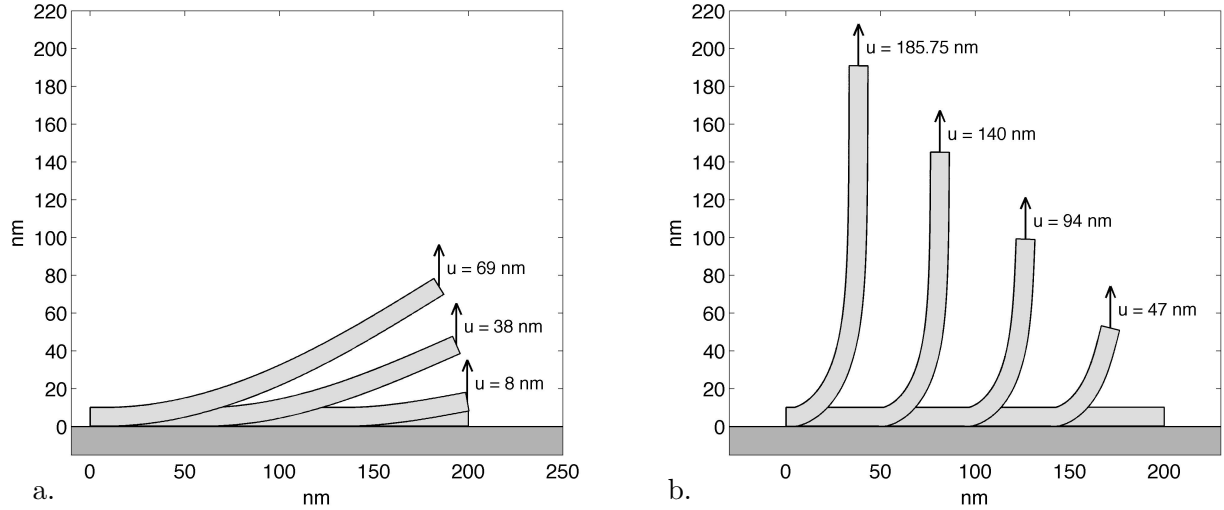 220
200
180
160
140
120
100
80
60
40
20
0
nm
u = 69 nm
u = 38 nm
u = 8 nm
0 50 100 150 200 250
nm
a.
220
200
180
160
140
120
100
80
60
40
20
0
nm
u = 185.75 nm
u = 140 nm
u = 94 nm
u = 47 nm
0 50 100 150 200
nm
b.